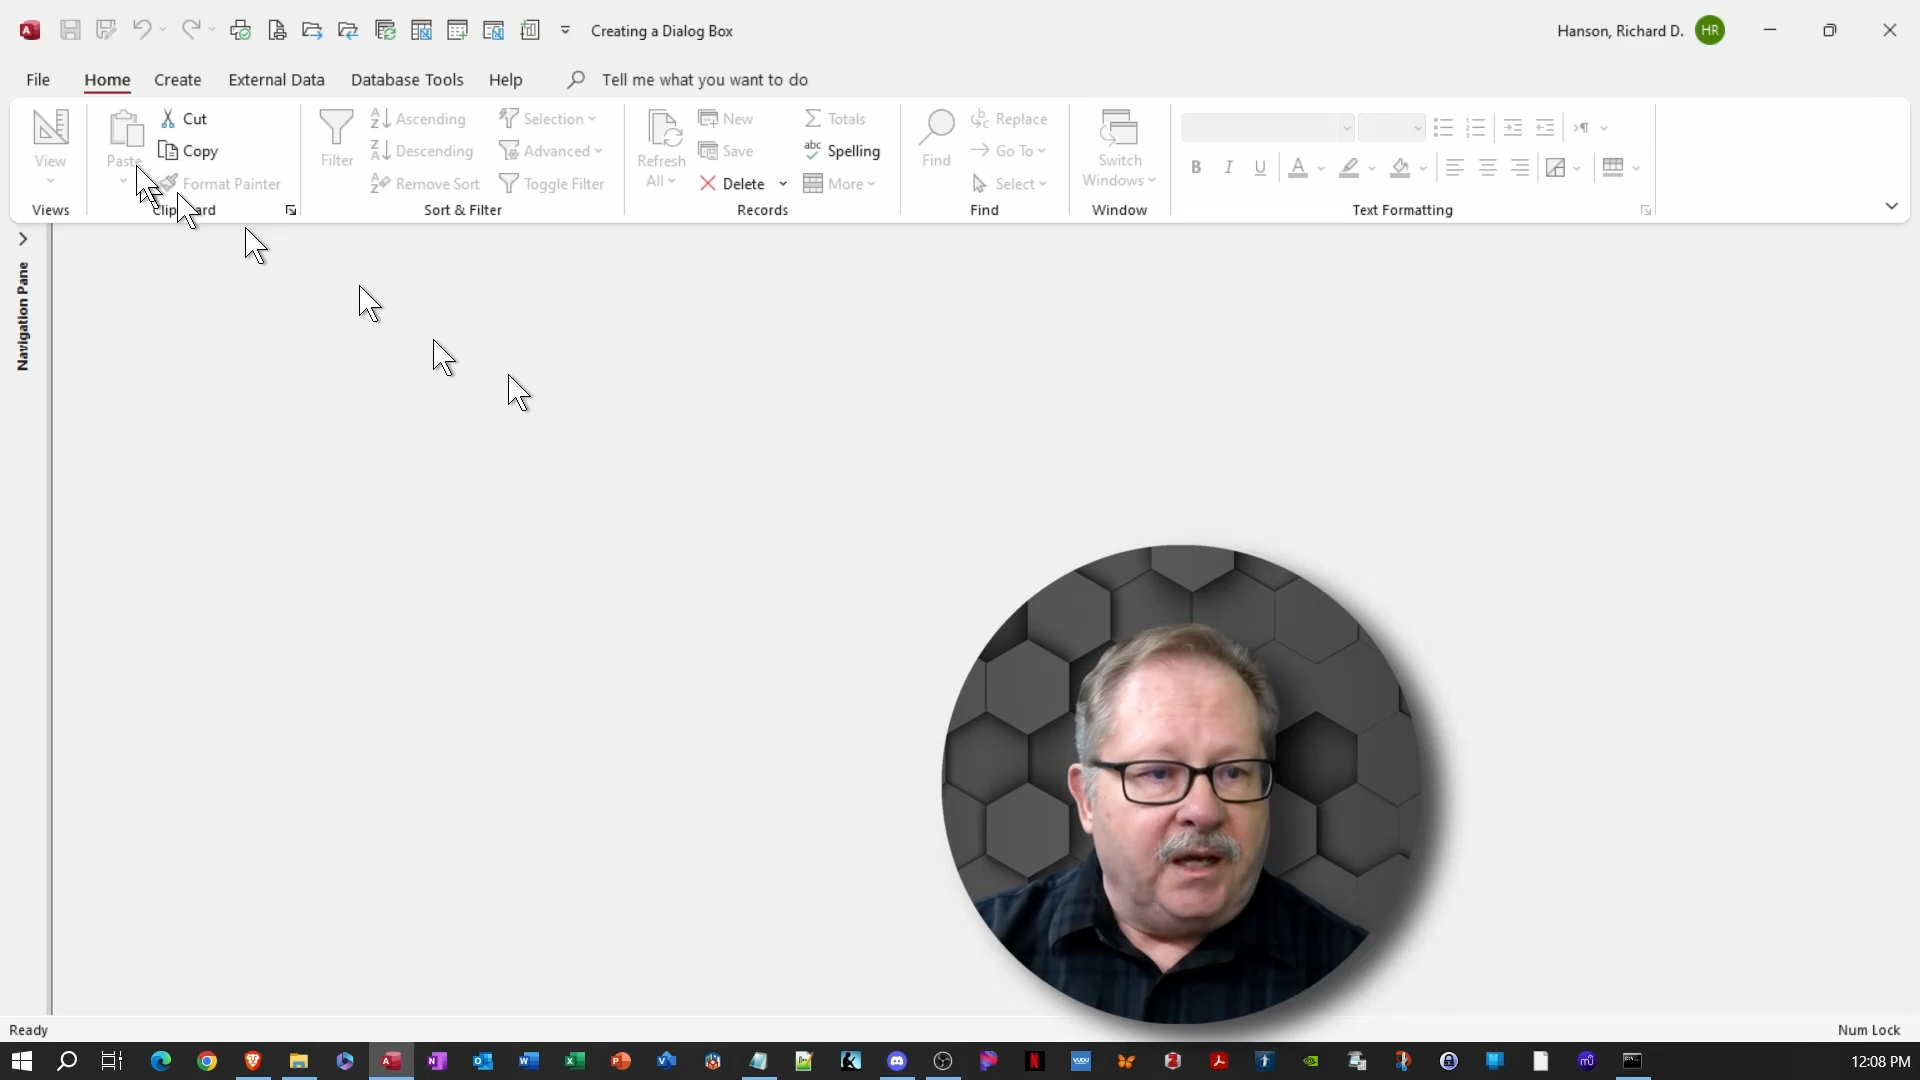 Creating a Dialog Box
Hanson, Richard D.
HR
File
Home
Create
External Data
Database Tools
Help
Tell me what you want to do
View
Views
Paste
Cut
Copy
Format Painter
Filter
Ascending
Descending
Remove Sort
Selection
Advanced
Toggle Filter
Sort & Filter
Refresh
All
New
Save
Delete
Totals
abc
Spelling
More
Records
Find
Replace
Go To
Select
Find
Switch
Windows
Window
B
I
U
A
Text Formatting
Navigation Pane
Ready
Num Lock
VUDU
12:08 PM